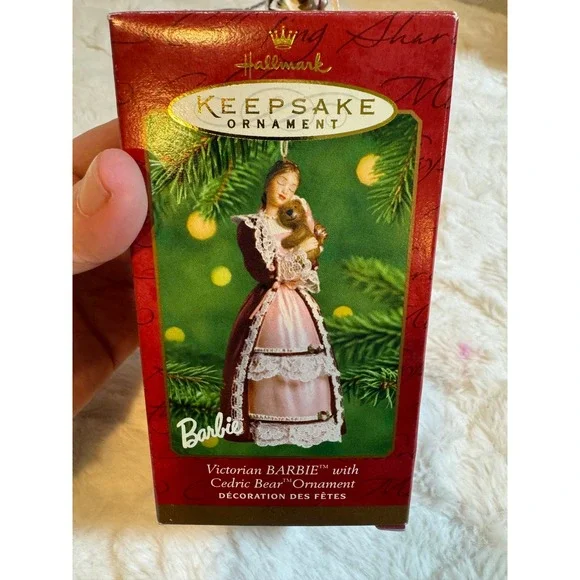 Hallmark
KEEPSAKE
ORNAMENT
Barbie
Victorian BARBIE™ with
Cedric Bear™ Ornament
DÉCORATION DES FÊTES